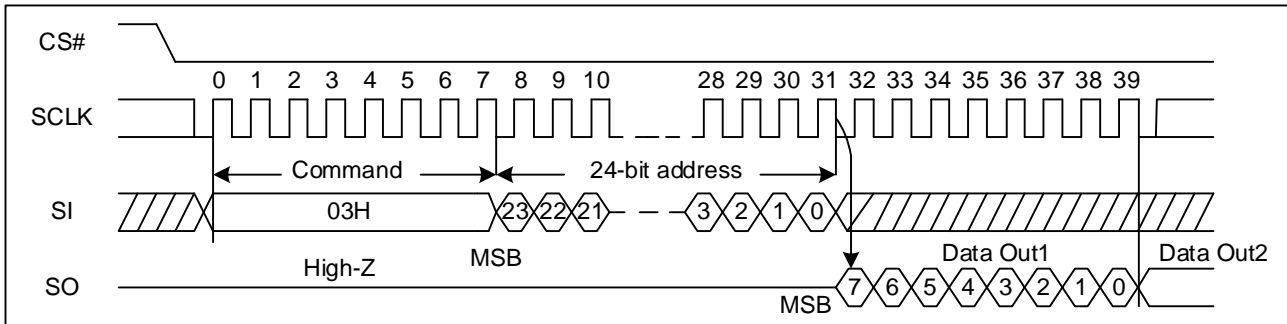 CS#
0 1 2 3 4 5 6 7 8 9 10 28 29 30 31 32 33 34 35 36 37 38 39
SCLK
Command 24-bit address
SI 03H 23 22 21 3 2 1 0
High-Z MSB Data Out1 Data Out2
SO 7 6 5 4 3 2 1 0
MSB